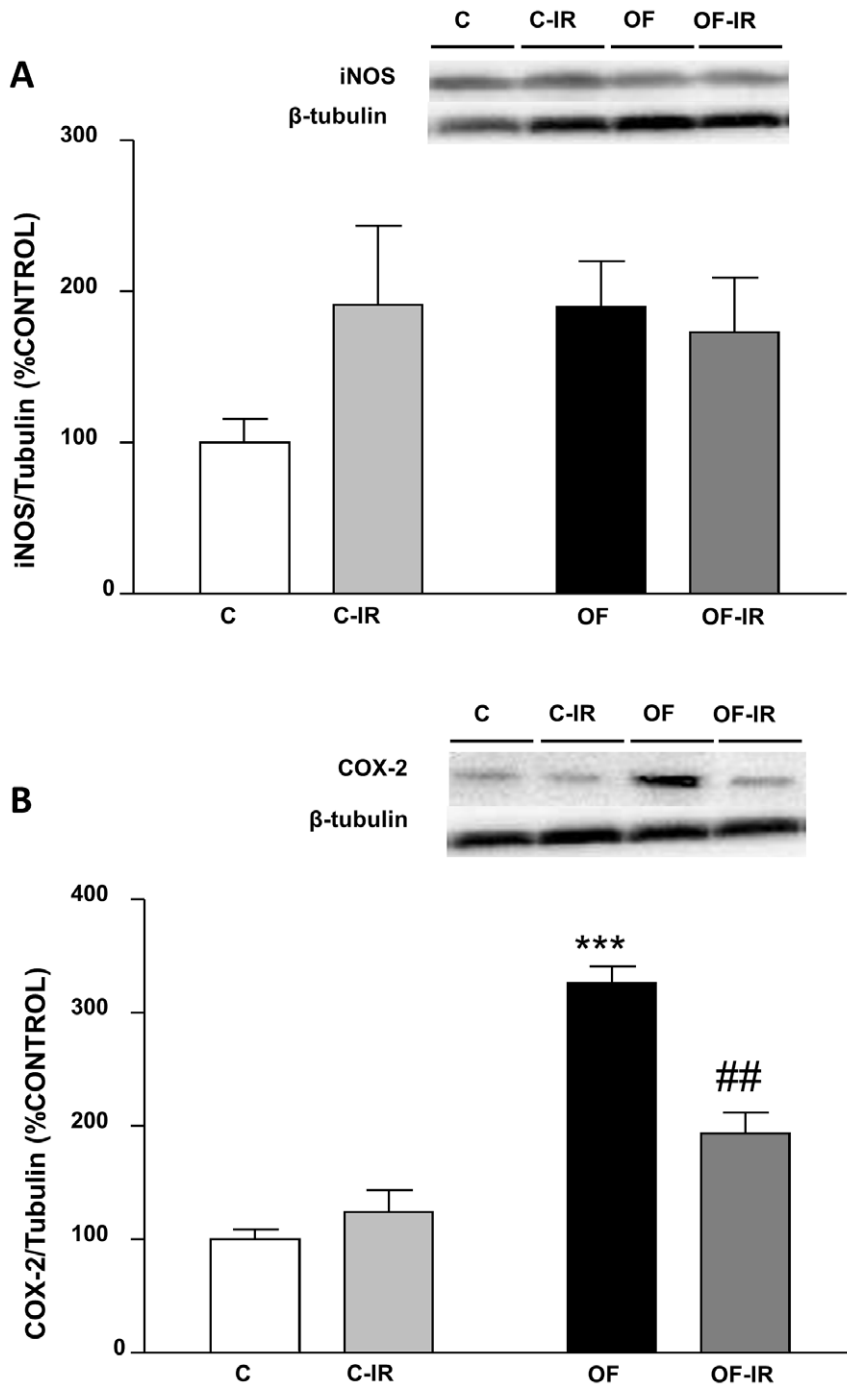 C C-IR OF OF-IR
A
iNOS
β-tubulin
300
200
100
0
iNOS/Tubulin (%CONTROL)
C C-IR OF OF-IR
C C-IR OF OF-IR
COX-2
B
β-tubulin
400
300
200
100
0
COX-2/Tubulin (%CONTROL)
***
##
C C-IR OF OF-IR